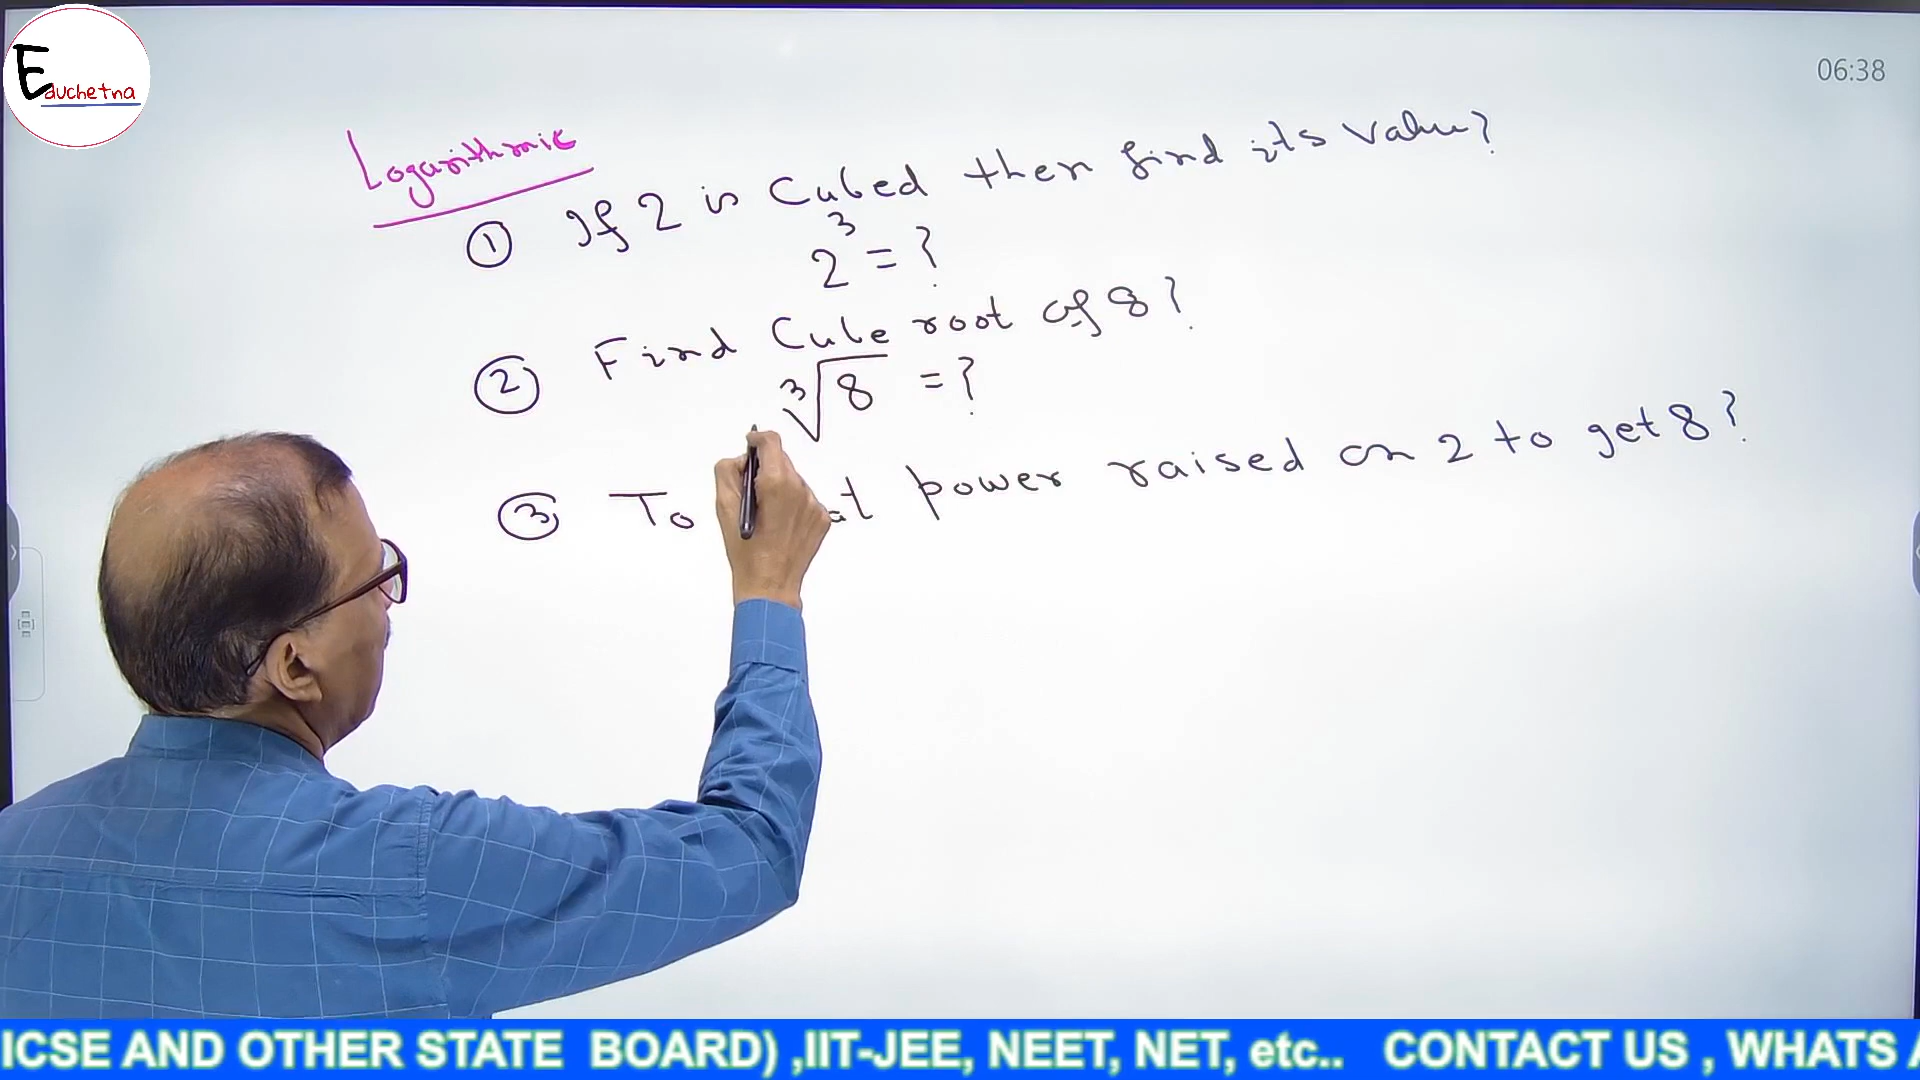 Educhetna
06:38
Logarithmic
① If 2 is Cubed then find its value?
2³ = ?
② Find Cube root of 8?
∛8 = ?
③ To power raised on 2 to get 8?
ICSE AND OTHER STATE BOARD) ,IIT-JEE, NEET, NET, etc.. CONTACT US , WHATS